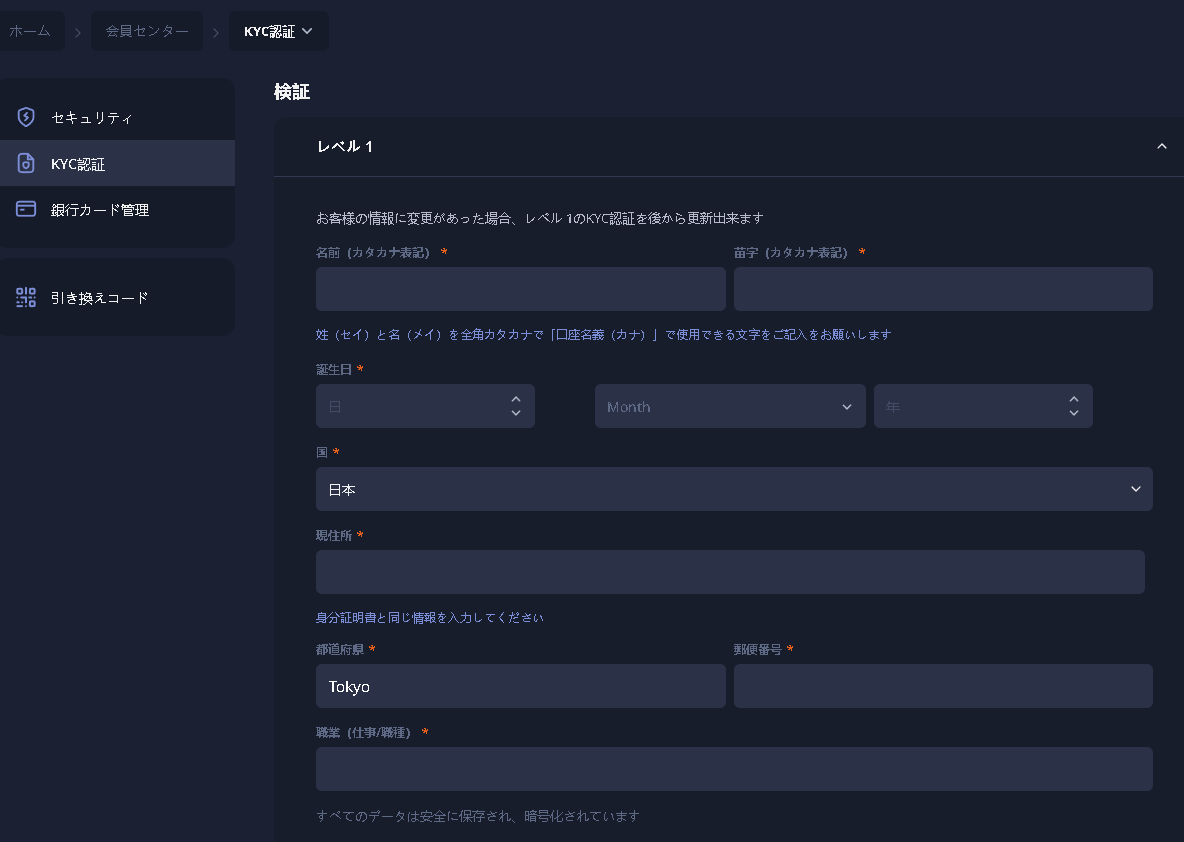 ホーム
会員センター
KYC認証
セキュリティ
KYC認証
銀行カード管理
引き換えコード
検証
レベル 1
お客様の情報に変更があった場合、レベル 1のKYC認証を後から更新出来ます
名前（カタカナ表記） * 苗字（カタカナ表記） *
姓（セイ）と名（メイ）を全角カタカナで「口座名義（カナ）」で使用できる文字をご記入をお願いします
誕生日 *
日 Month 年
国 *
日本
現住所 *
身分証明書と同じ情報を入力してください
都道府県 * 郵便番号 *
Tokyo
職業（仕事/職種） *
すべてのデータは安全に保存され、暗号化されています